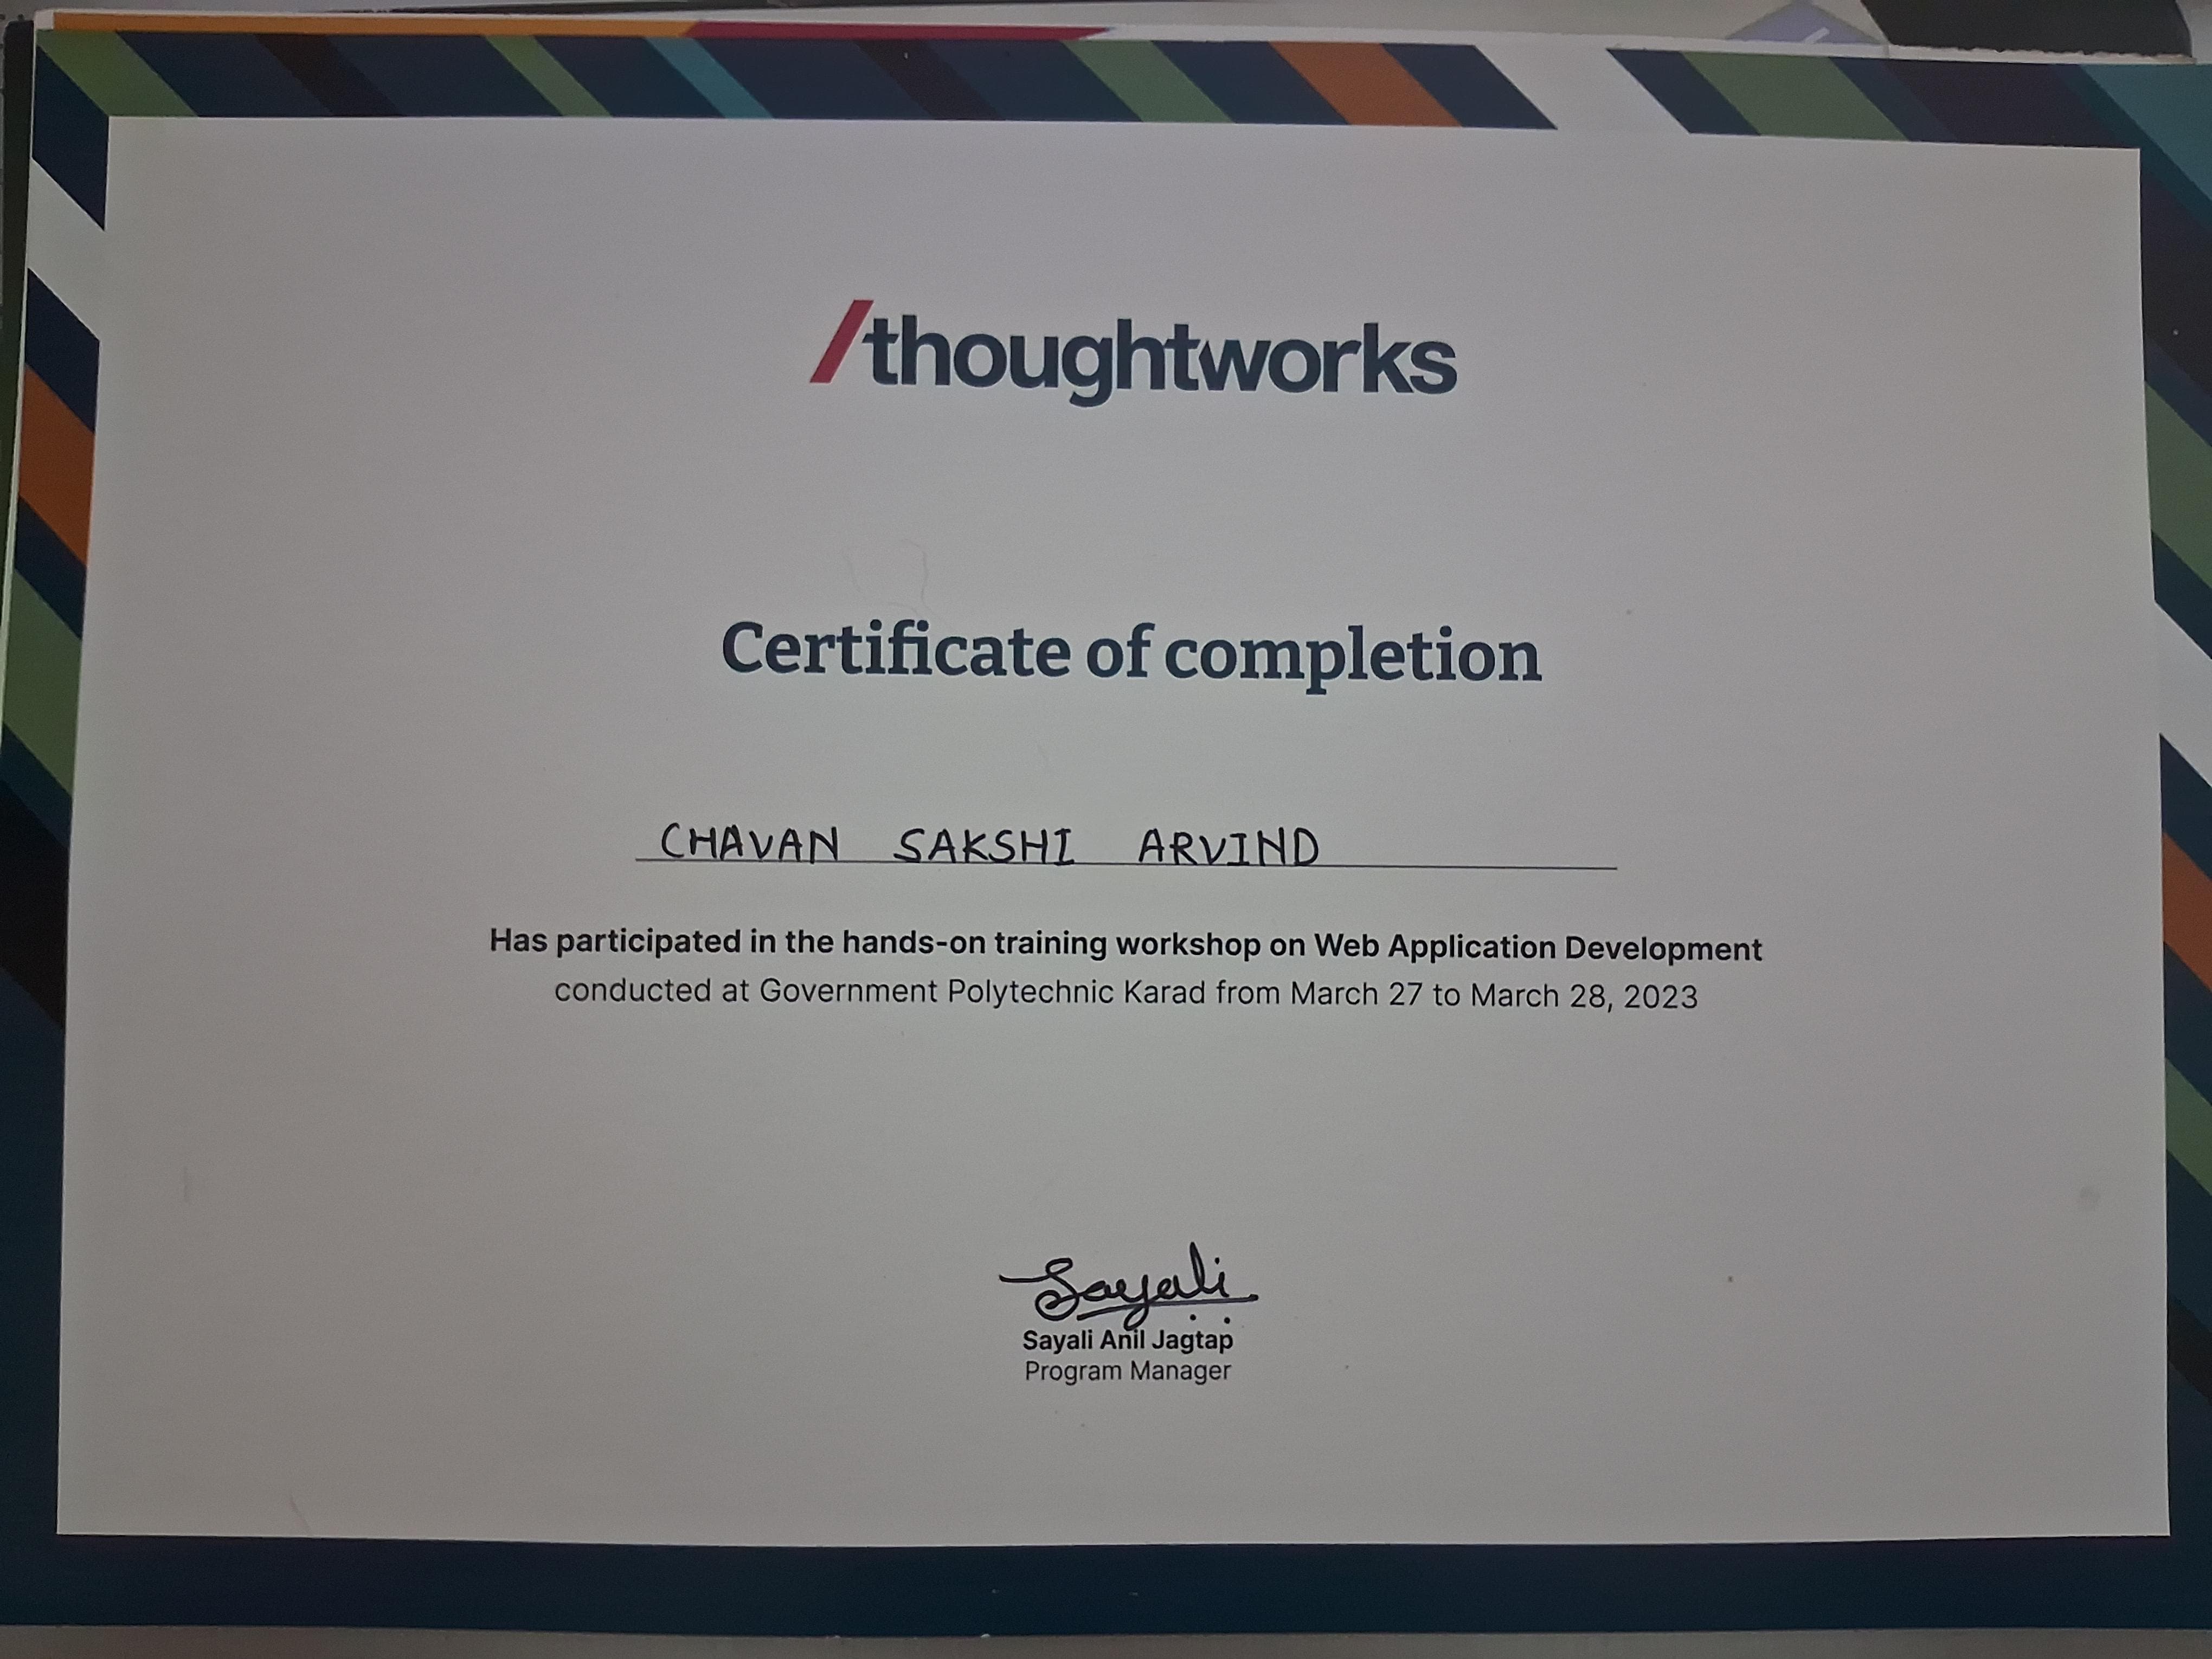 /thoughtworks
Certificate of completion
CHAVAN SAKSHI ARVIND
Has participated in the hands-on training workshop on Web Application Development
conducted at Government Polytechnic Karad from March 27 to March 28, 2023
Sayali
Sayali Anil Jagtap
Program Manager